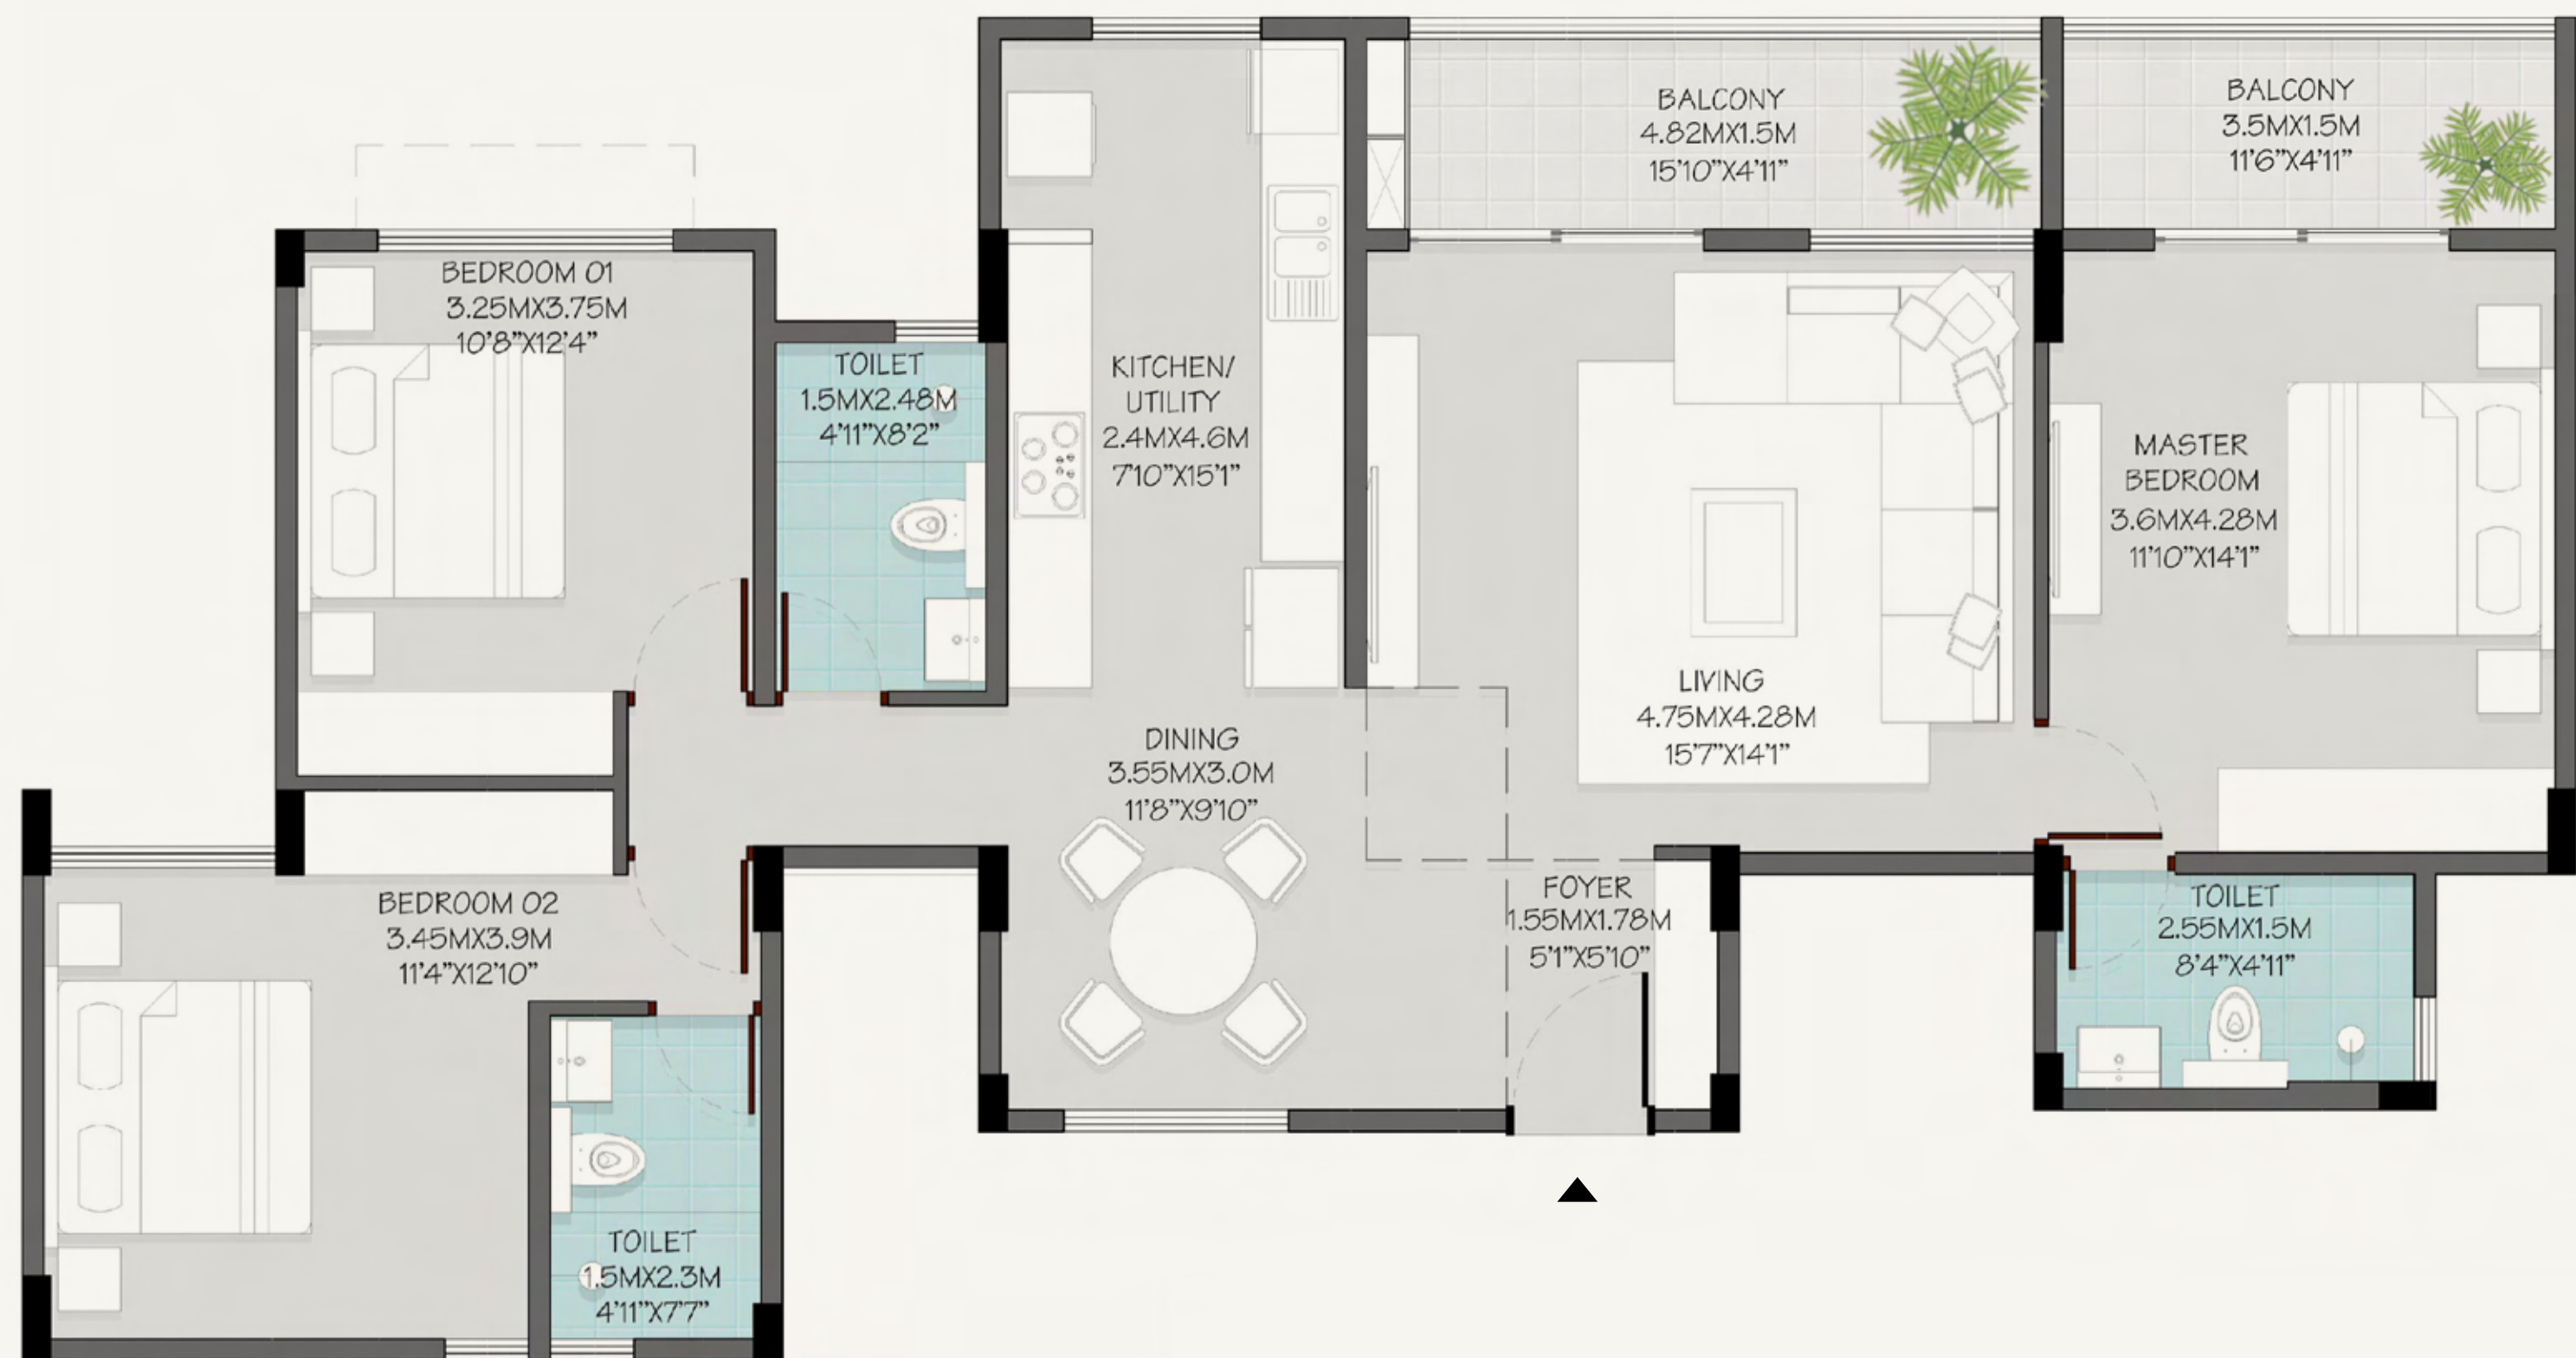 BALCONY
4.82MX1.5M
15'10"X4'11"
BALCONY
3.5MX1.5M
11'6"X4'11"
BEDROOM 01
3.25MX3.75M
10'8"X12'4"
TOILET
1.5MX2.48M
4'11"X8'2"
KITCHEN/
UTILITY
2.4MX4.6M
7'10"X15'1"
MASTER
BEDROOM
3.6MX4.28M
11'10"X14'1"
LIVING
4.75MX4.28M
15'7"X14'1"
DINING
3.55MX3.0M
11'8"X9'10"
FOYER
1.55MX1.78M
5'1"X5'10"
BEDROOM 02
3.45MX3.9M
11'4"X12'10"
TOILET
2.55MX1.5M
8'4"X4'11"
TOILET
1.5MX2.3M
4'11"X7'7"